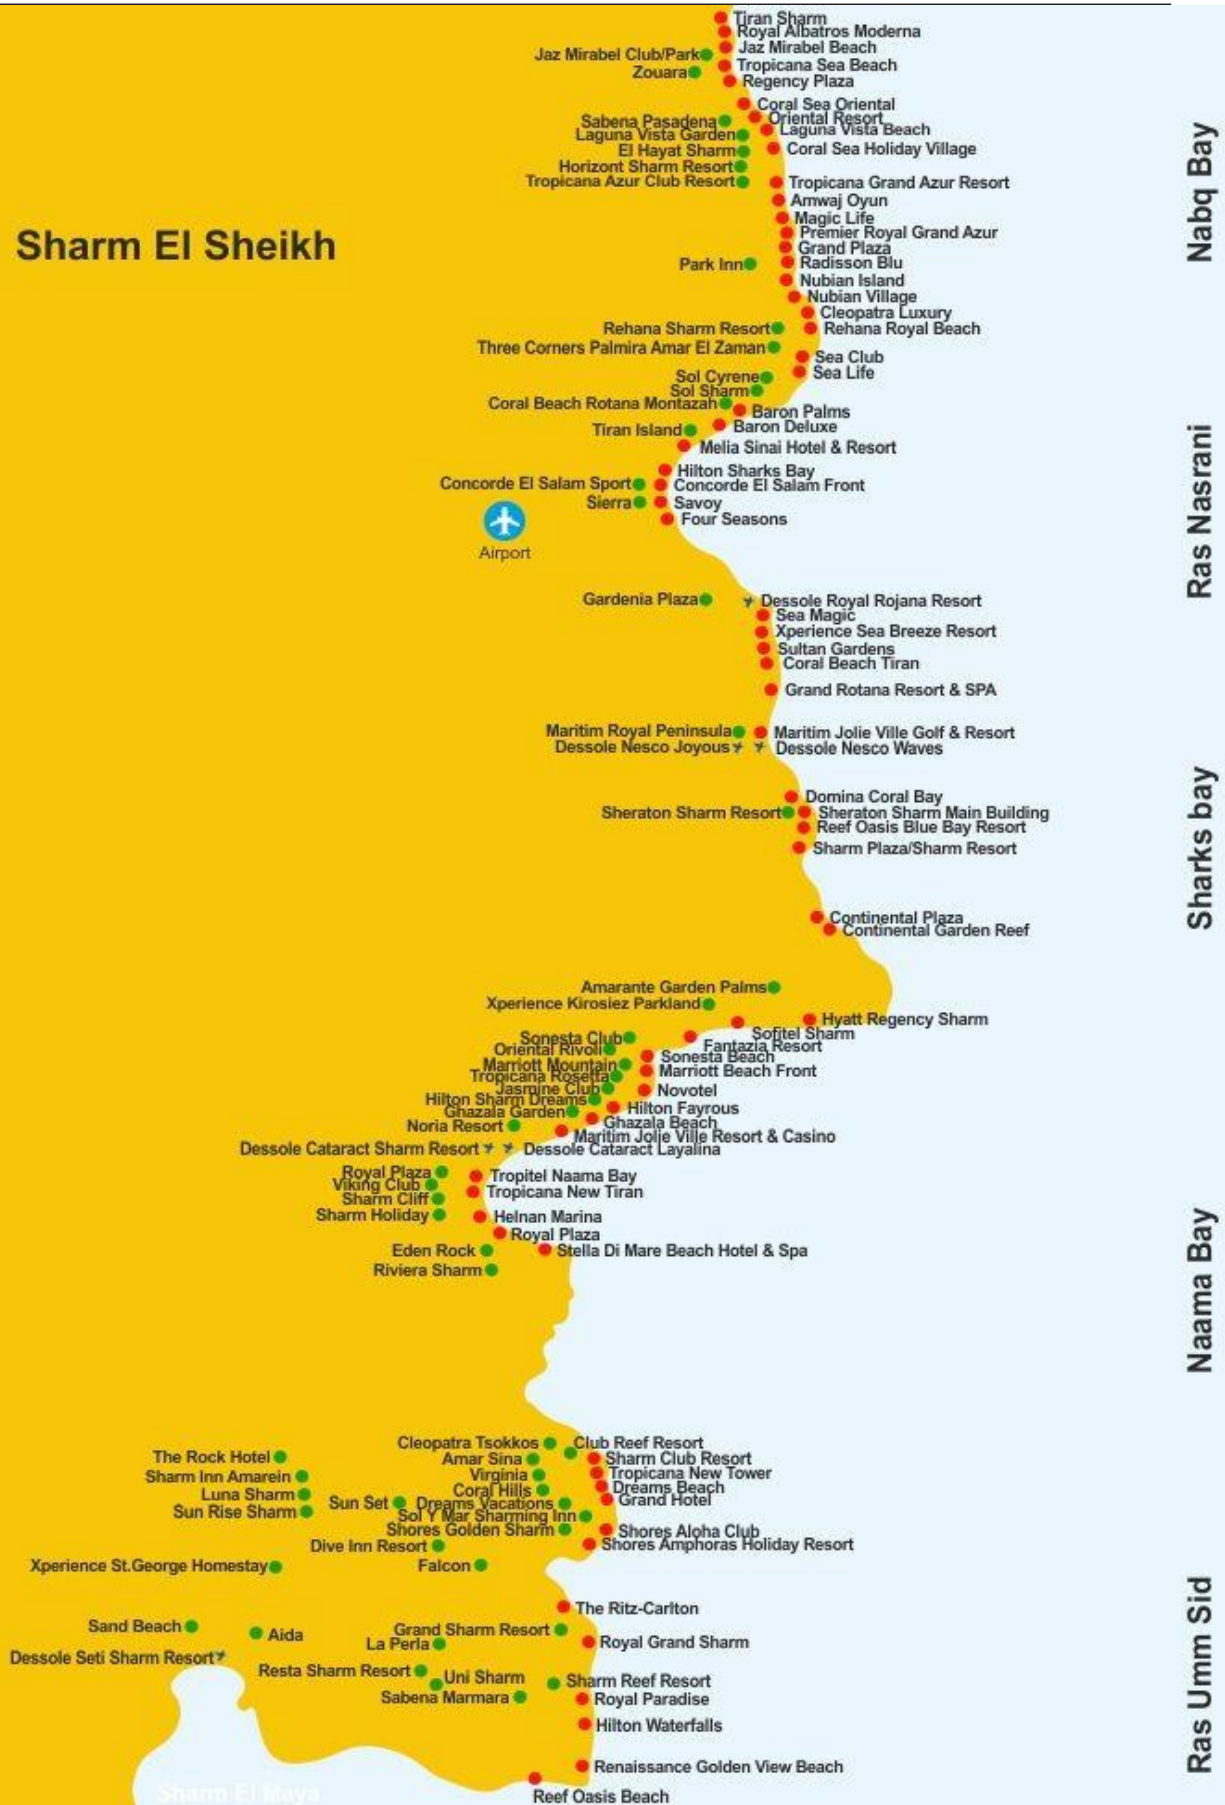 Tiran Sharm
Royal Albatros Moderna
Jaz Mirabel Beach
Jaz Mirabel Club/Park
Tropicana Sea Beach
Zouara
Regency Plaza
Coral Sea Oriental
Oriental Resort
Sabena Pasadena
Laguna Vista Beach
Laguna Vista Garden
El Hayat Sharm
Coral Sea Holiday Village
Horizont Sharm Resort
Tropicana Azur Club Resort
Tropicana Grand Azur Resort
Nabq Bay
Amwaj Oyun
Magic Life
Premier Royal Grand Azur
Sharm El Sheikh
Grand Plaza
Park Inn
Radisson Blu
Nubian Island
Nubian Village
Cleopatra Luxury
Rehana Sharm Resort
Rehana Royal Beach
Three Corners Palmira Amar El Zaman
Sea Club
Sea Life
Sol Cyrene
Sol Sharm
Coral Beach Rotana Montazah
Baron Palms
Baron Deluxe
Tiran Island
Melia Sinai Hotel & Resort
Hilton Sharks Bay
Concorde El Salam Sport
Concorde El Salam Front
Sierra
Savoy
Four Seasons
Ras Nasrani
Airport
Gardenia Plaza
Dessole Royal Rojana Resort
Sea Magic
Xperience Sea Breeze Resort
Sultan Gardens
Coral Beach Tiran
Grand Rotana Resort & SPA
Maritim Royal Peninsula
Maritim Jolie Ville Golf & Resort
Dessole Nesco Joyous
Dessole Nesco Waves
Domina Coral Bay
Sheraton Sharm Resort
Sheraton Sharm Main Building
Reef Oasis Blue Bay Resort
Sharm Plaza/Sharm Resort
Sharks bay
Continental Plaza
Continental Garden Reef
Amarante Garden Palms
Xperience Kirosiez Parkland
Hyatt Regency Sharm
Sofitel Sharm
Sonesta Club
Fantazia Resort
Oriental Rivoli
Sonesta Beach
Marriott Mountain
Marriott Beach Front
Tropicana Rosetta
Jasmine Club
Novotel
Hilton Sharm Dreams
Hilton Fayrous
Ghazala Garden
Ghazala Beach
Noria Resort
Maritim Jolie Ville Resort & Casino
Dessole Cataract Sharm Resort
Dessole Cataract Layalina
Royal Plaza
Tropitel Naama Bay
Viking Club
Tropicana New Tiran
Sharm Cliff
Sharm Holiday
Helnan Marina
Royal Plaza
Eden Rock
Stella Di Mare Beach Hotel & Spa
Riviera Sharm
Naama Bay
Cleopatra Tsokkos
Club Reef Resort
The Rock Hotel
Amar Sina
Sharm Club Resort
Sharm Inn Amarein
Virginia
Tropicana New Tower
Coral Hills
Dreams Beach
Luna Sharm
Sun Set
Dreams Vacations
Grand Hotel
Sun Rise Sharm
Sol Y Mar Sharming Inn
Shores Golden Sharm
Shores Aloha Club
Dive Inn Resort
Shores Amphoras Holiday Resort
Xperience St.George Homestay
Falcon
The Ritz-Carlton
Sand Beach
Aida
Grand Sharm Resort
La Perla
Royal Grand Sharm
Dessole Seti Sharm Resort
Resta Sharm Resort
Uni Sharm
Sharm Reef Resort
Sabena Marmara
Royal Paradise
Hilton Waterfalls
Ras Umm Sid
Renaissance Golden View Beach
Sharm El Maya
Reef Oasis Beach